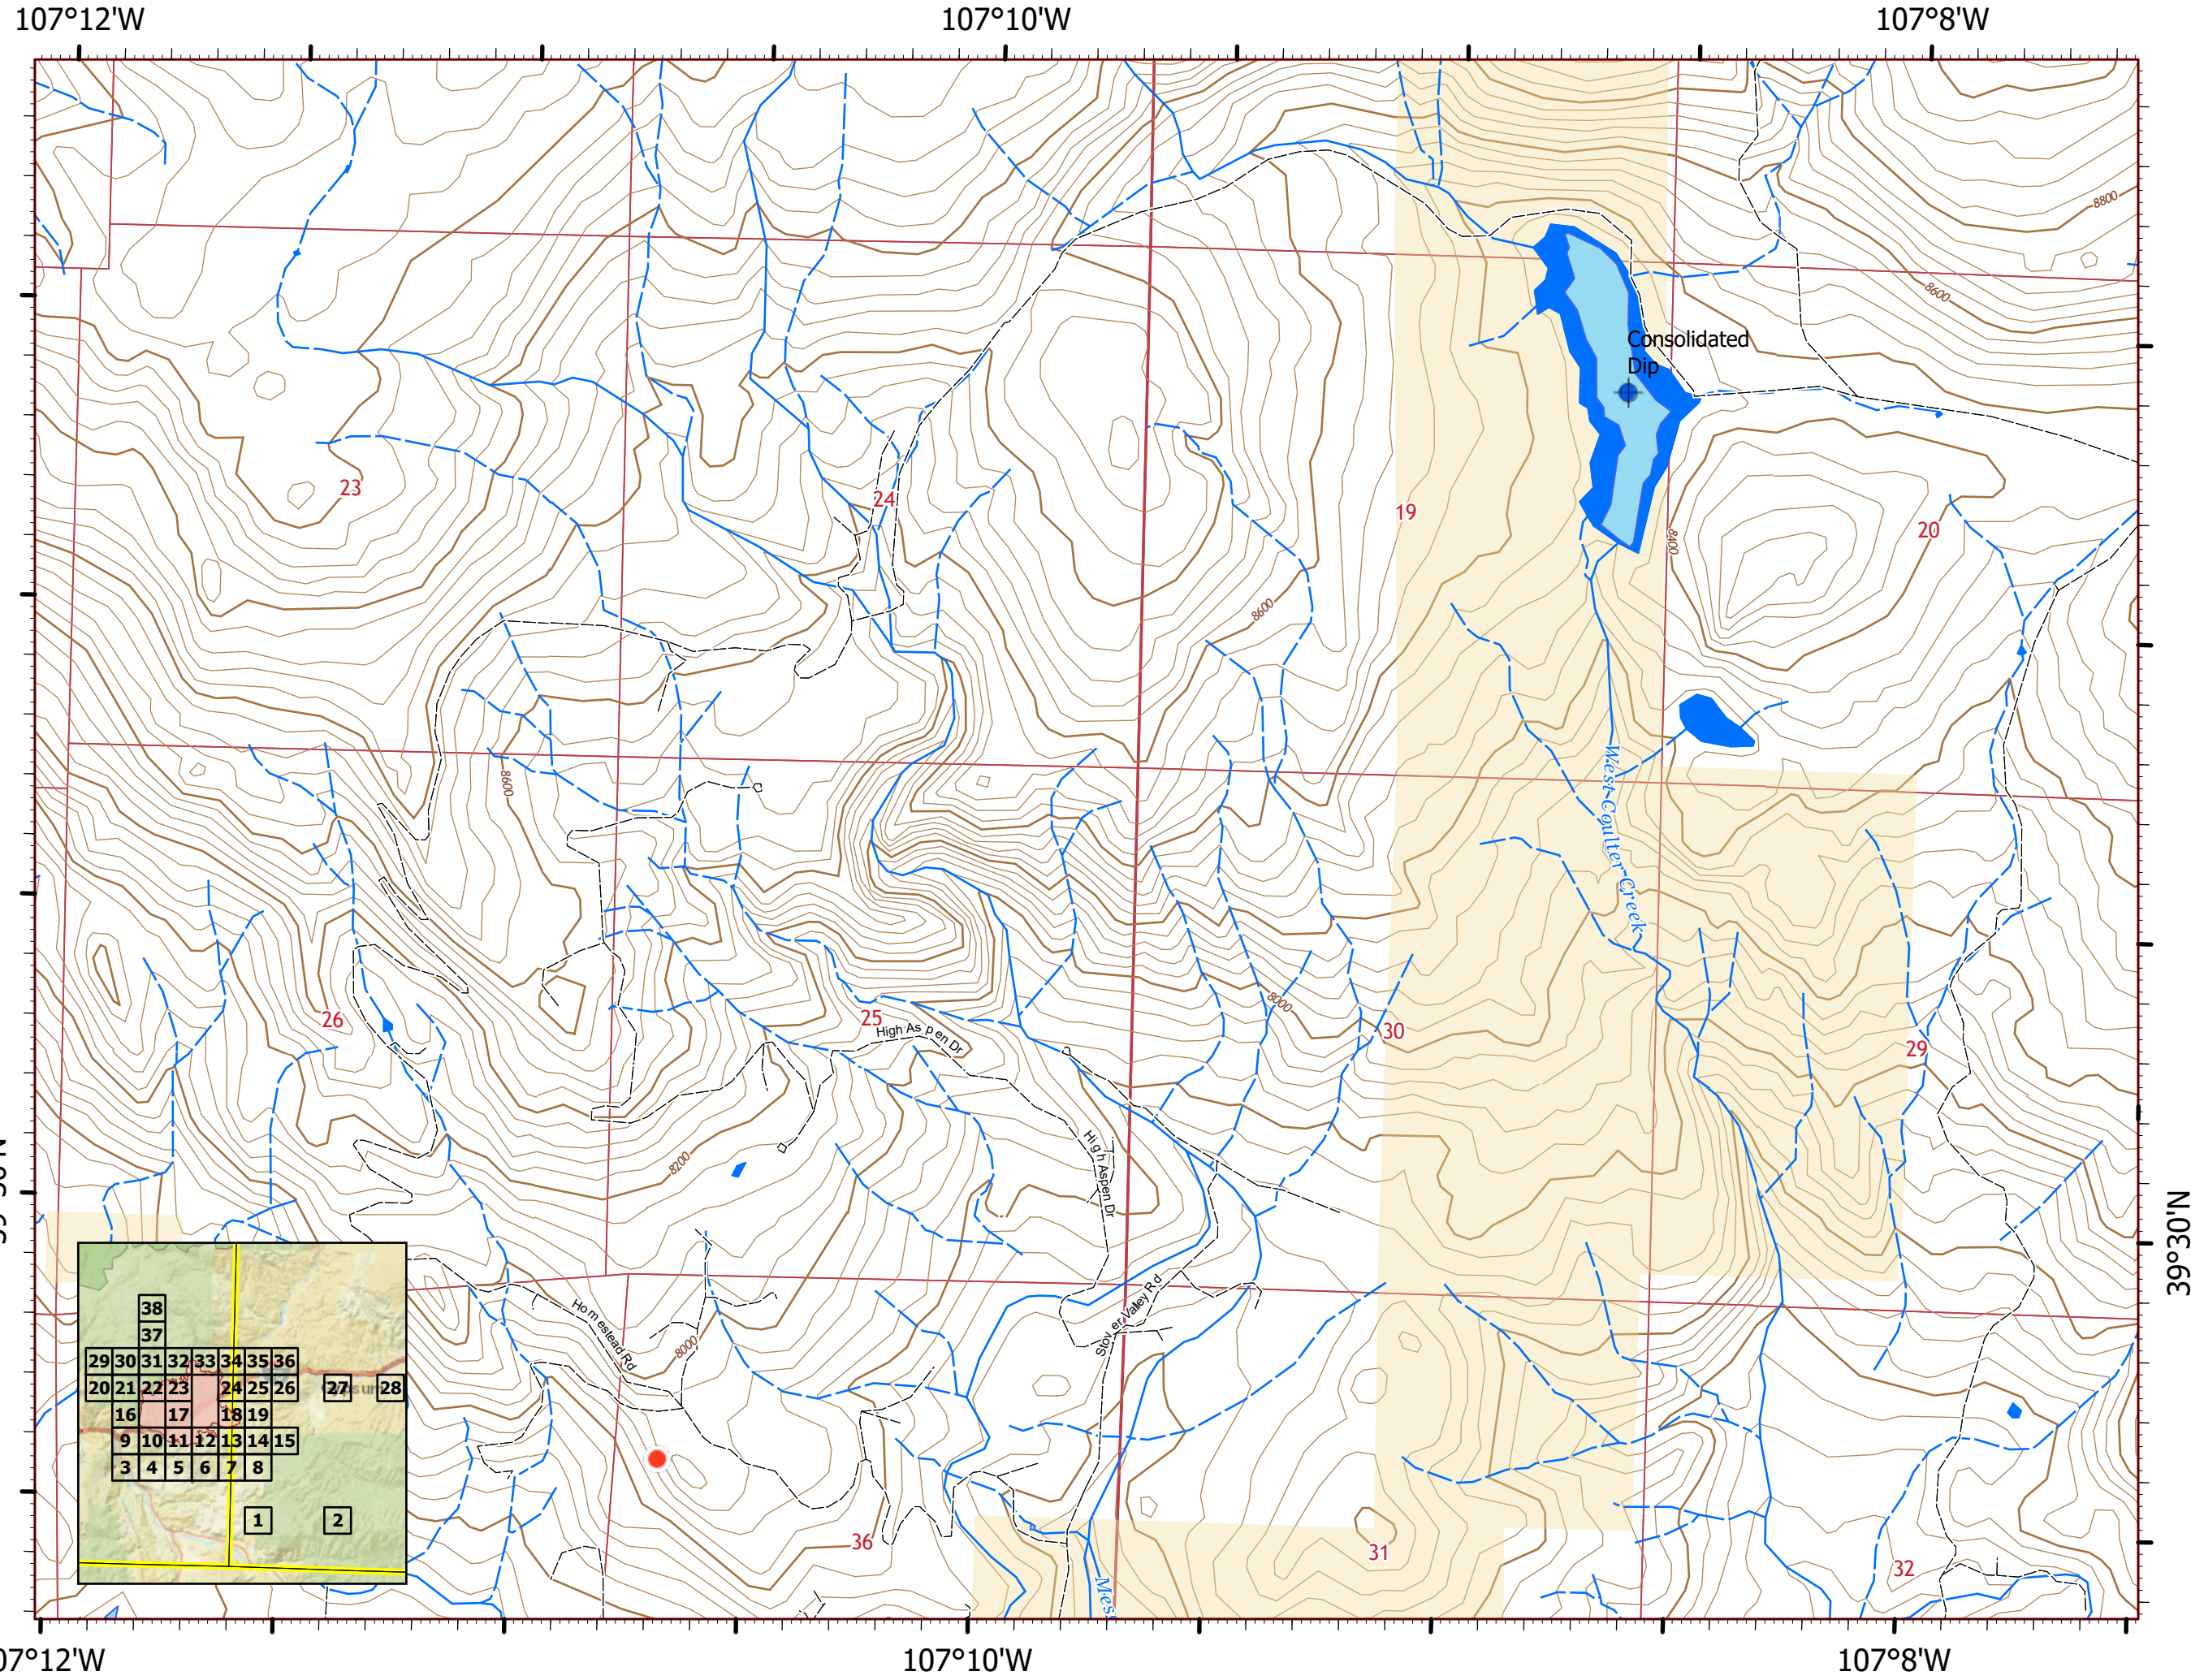 107°12'W
107°10'W
107°8'W
8800
8600
Consolidated
Dip
23
24
19
20
8400
8600
8600
West Coulter Creek
8000
26
25
30
29
High Aspen Dr
High Aspen Dr
8200
39°30'N
Homestead Rd
8000
Stover Valley Rd
38
37
29 30 31 32 33 34 35 36
20 21 22 23 24 25 26 27 28
16 17 18 19
9 10 11 12 13 14 15
3 4 5 6 7 8
1 2
36
31
32
Mes
07°12'W
107°10'W
107°8'W